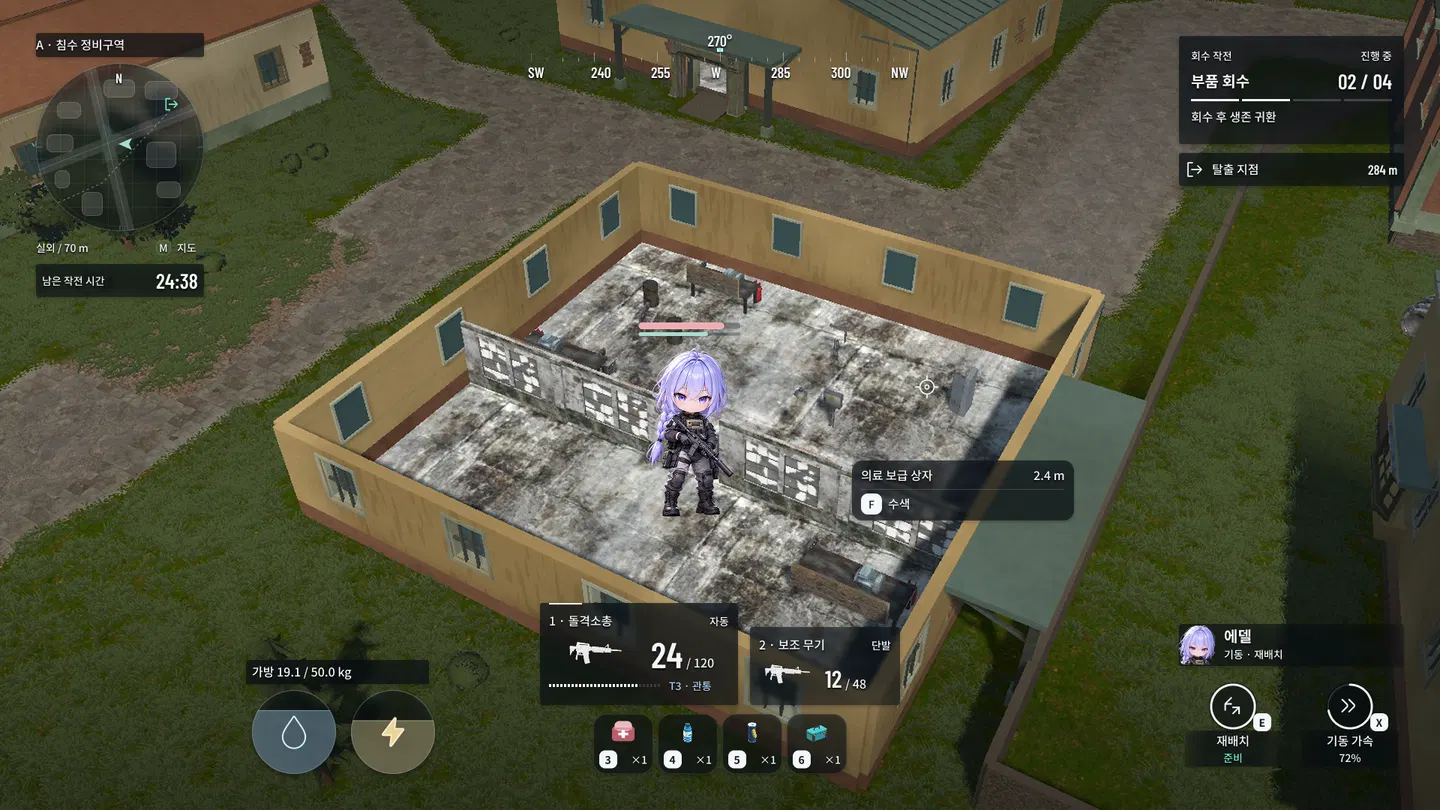 A · 침수 정비구역
N
실외 / 70 m
M 지도
남은 작전 시간 24:38
270°
SW 240 255 W 285 300 NW
회수 작전 진행 중
부품 회수 02 / 04
회수 후 생존 귀환
탈출 지점 284 m
의료 보급 상자 2.4 m
F 수색
가방 19.1 / 50.0 kg
1 · 돌격소총 자동
24 / 120
T3 · 관통
2 · 보조 무기 단발
12 / 48
3 ×1
4 ×1
5 ×1
6 ×1
에델
기동 · 재배치
E
재배치
준비
X
기동 가속
72%